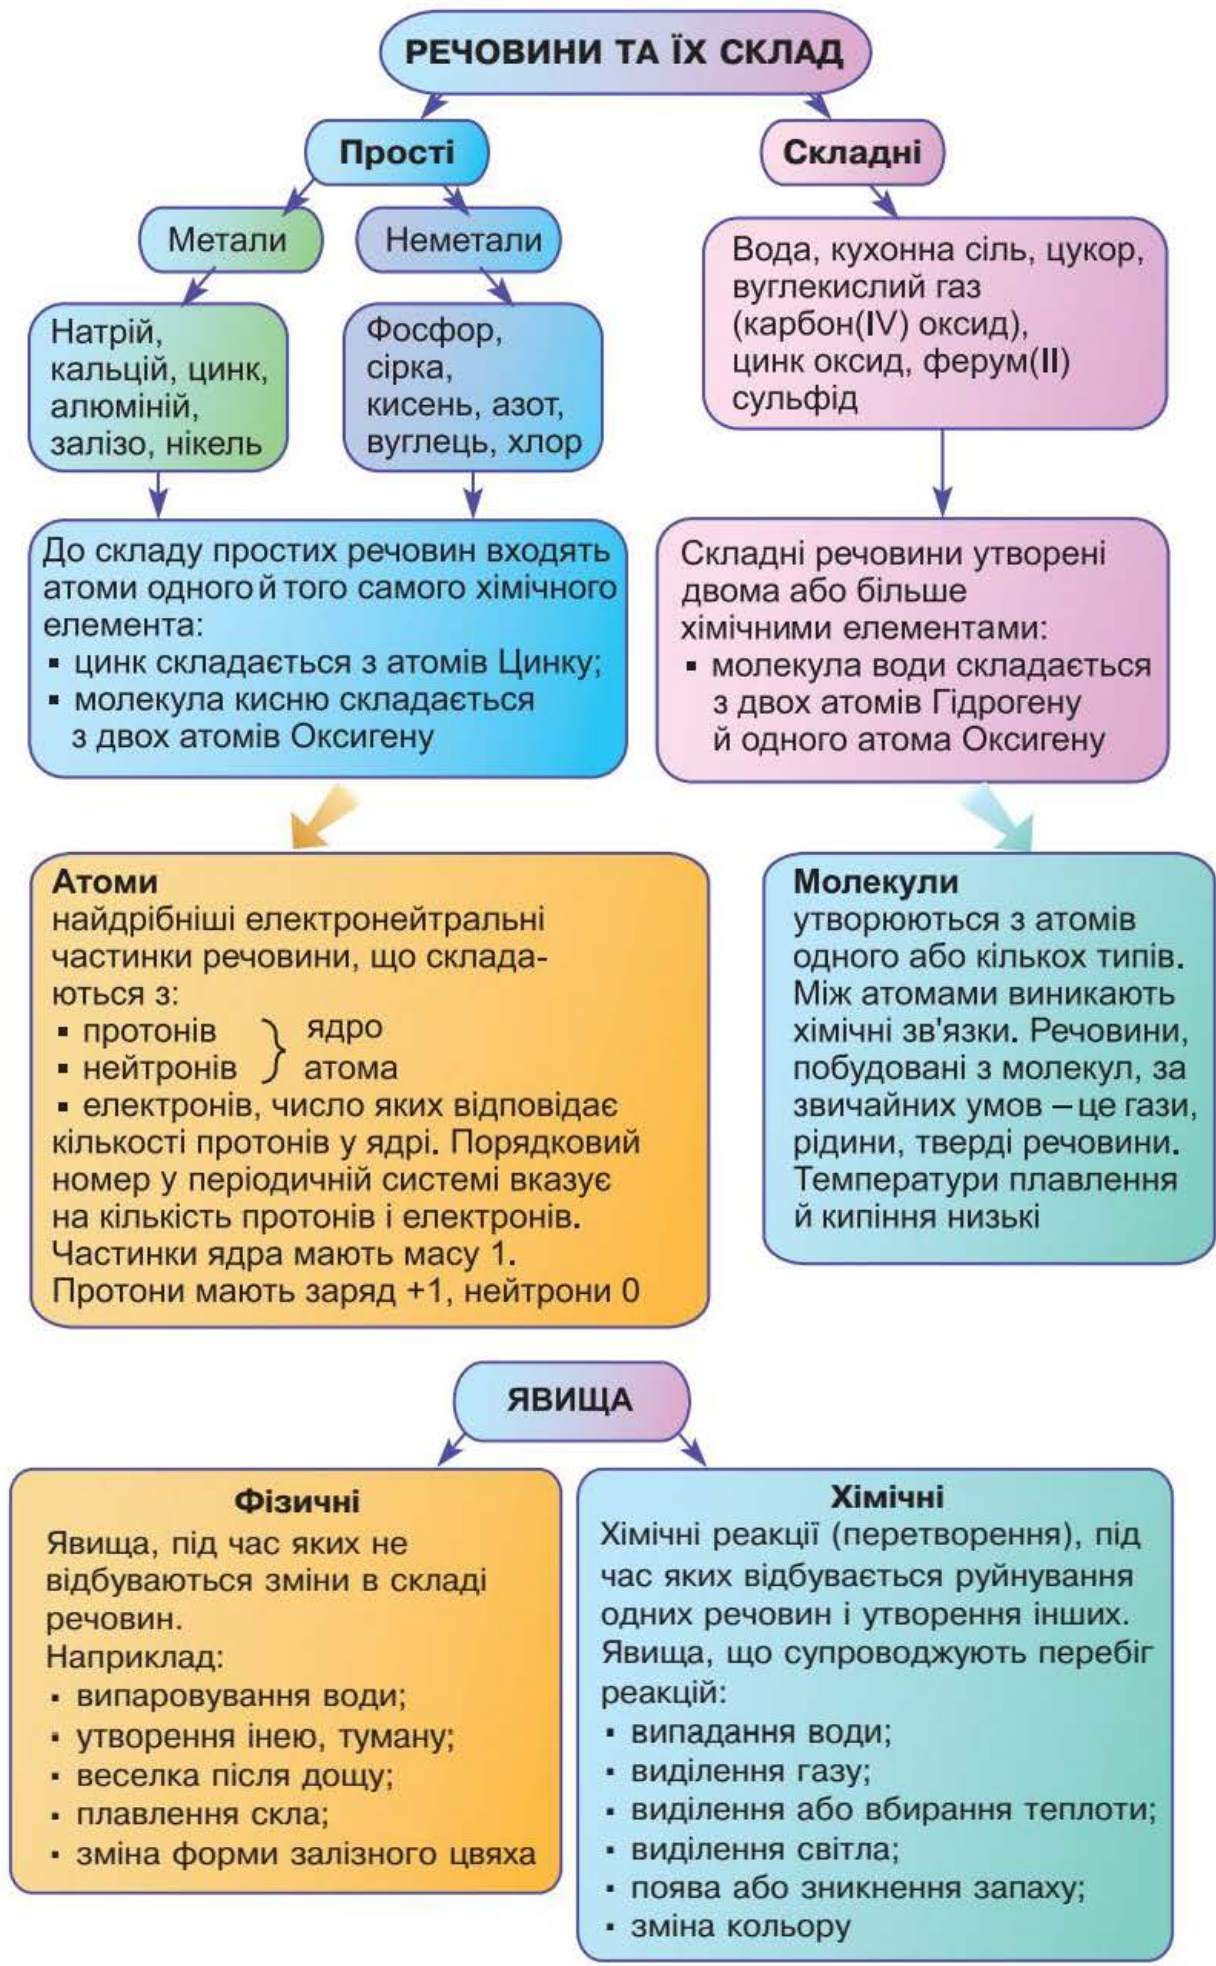 РЕЧОВИНИ ТА ЇХ СКЛАД
Прості
Складні
Метали
Неметали
Натрій,
кальцій, цинк,
алюміній,
залізо, нікель
Фосфор,
сірка,
кисень, азот,
вуглець, хлор
Вода, кухонна сіль, цукор,
вуглекислий газ
(карбон(IV) оксид),
цинк оксид, ферум(II)
сульфід
До складу простих речовин входять
атоми одного й того самого хімічного
елемента:
▪ цинк складається з атомів Цинку;
▪ молекула кисню складається
з двох атомів Оксигену
Складні речовини утворені
двома або більше
хімічними елементами:
▪ молекула води складається
з двох атомів Гідрогену
й одного атома Оксигену
Атоми
найдрібніші електронейтральні
частинки речовини, що склада-
ються з:
▪ протонів } ядро
▪ нейтронів } атома
▪ електронів, число яких відповідає
кількості протонів у ядрі. Порядковий
номер у періодичній системі вказує
на кількість протонів і електронів.
Частинки ядра мають масу 1.
Протони мають заряд +1, нейтрони 0
Молекули
утворюються з атомів
одного або кількох типів.
Між атомами виникають
хімічні зв'язки. Речовини,
побудовані з молекул, за
звичайних умов – це гази,
рідини, тверді речовини.
Температури плавлення
й кипіння низькі
ЯВИЩА
Фізичні
Явища, під час яких не
відбуваються зміни в складі
речовин.
Наприклад:
▪ випаровування води;
▪ утворення інею, туману;
▪ веселка після дощу;
▪ плавлення скла;
▪ зміна форми залізного цвяха
Хімічні
Хімічні реакції (перетворення), під
час яких відбувається руйнування
одних речовин і утворення інших.
Явища, що супроводжують перебіг
реакцій:
▪ випадання води;
▪ виділення газу;
▪ виділення або вбирання теплоти;
▪ виділення світла;
▪ поява або зникнення запаху;
▪ зміна кольору